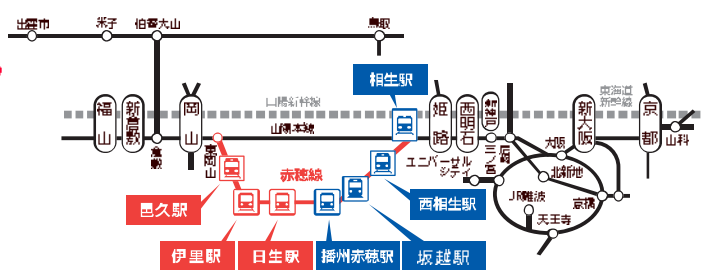 出雲市
米子
伯耆大山
鳥取
相生駅
山陽新幹線
東海道
新幹線
福山
新倉敷
岡山
姫路
西明石
新神戸
新大阪
京都
山陽本線
倉敷
東岡山
三ノ宮
尼崎
大阪
山科
赤穂線
ユニバーサル
シティ
北新地
西相生駅
JR難波
京橋
天王寺
邑久駅
伊里駅
日生駅
播州赤穂駅
坂越駅